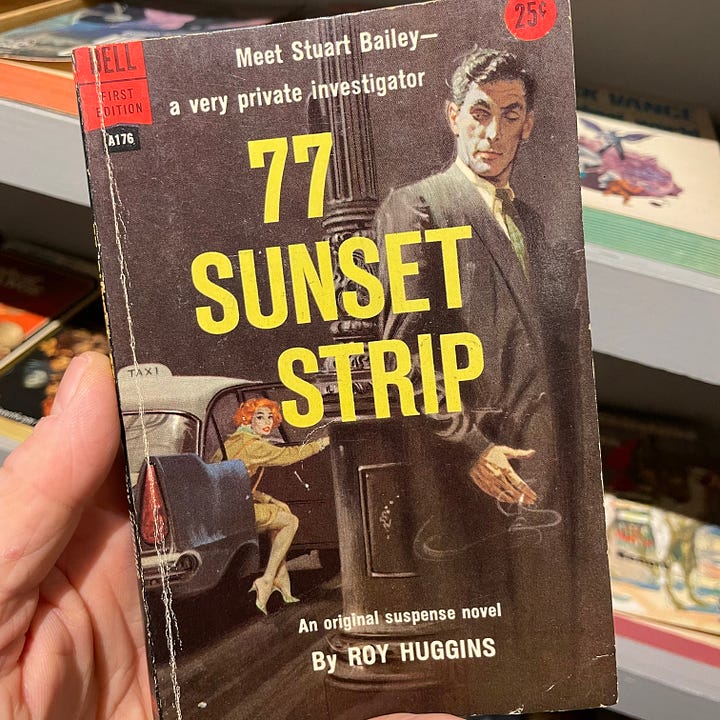 DELL
FIRST
EDITION
A176
25¢
Meet Stuart Bailey—
a very private investigator
77
SUNSET
STRIP
TAXI
An original suspense novel
By ROY HUGGINS
VANCE